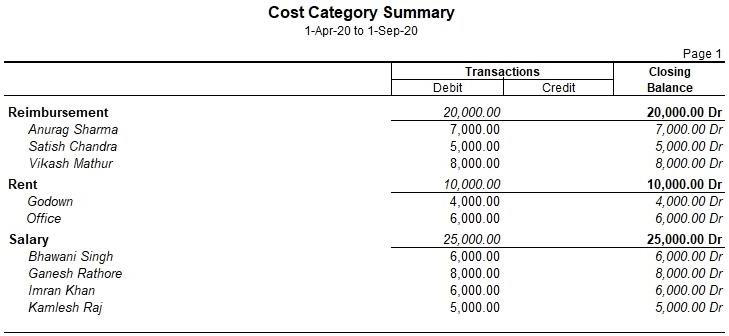 Cost Category Summary
1-Apr-20 to 1-Sep-20
Page 1
Transactions Closing
Debit Credit Balance
Reimbursement 20,000.00 20,000.00 Dr
Anurag Sharma 7,000.00 7,000.00 Dr
Satish Chandra 5,000.00 5,000.00 Dr
Vikash Mathur 8,000.00 8,000.00 Dr
Rent 10,000.00 10,000.00 Dr
Godown 4,000.00 4,000.00 Dr
Office 6,000.00 6,000.00 Dr
Salary 25,000.00 25,000.00 Dr
Bhawani Singh 6,000.00 6,000.00 Dr
Ganesh Rathore 8,000.00 8,000.00 Dr
Imran Khan 6,000.00 6,000.00 Dr
Kamlesh Raj 5,000.00 5,000.00 Dr